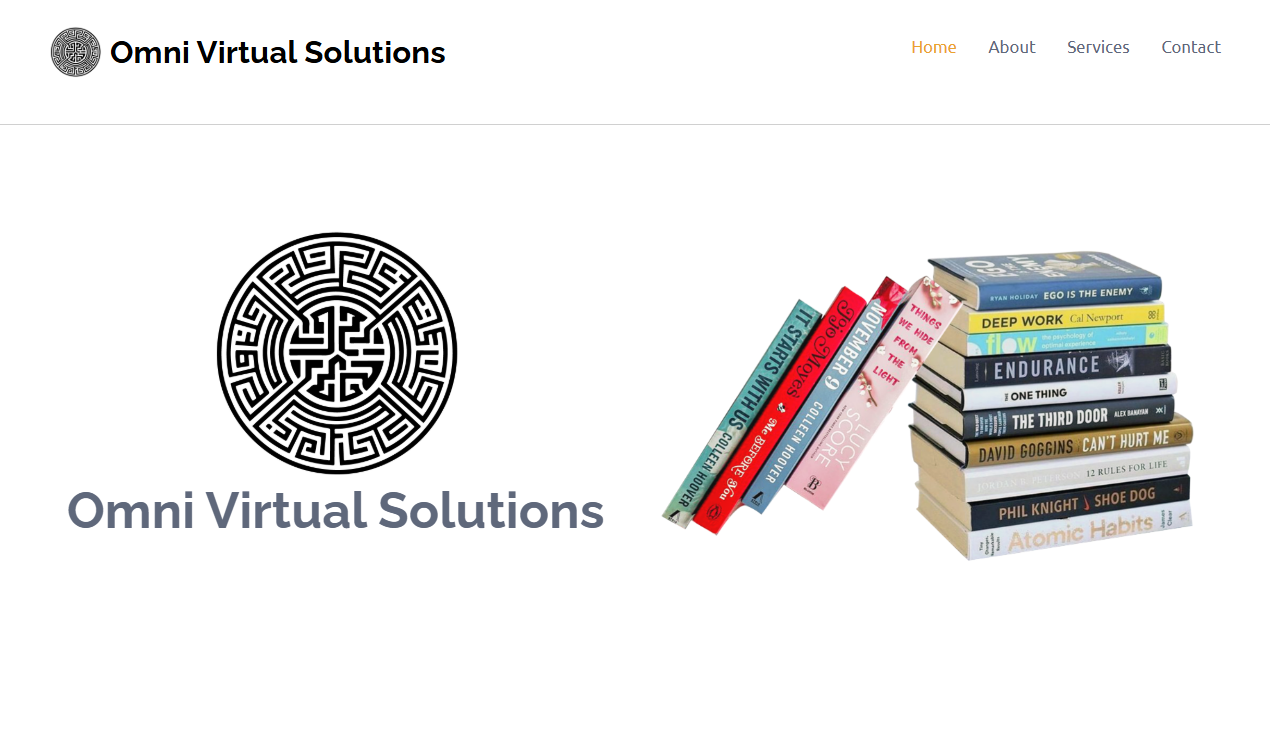 Omni Virtual Solutions
Home
About
Services
Contact
Omni Virtual Solutions
IT STARTS WITH US
COLLEEN HOOVER
Jojo Moyes
Me BEFORE You
NOVEMBER 9
COLLEEN HOOVER
THINGS
WE HIDE
FROM
THE
LIGHT
LUCY
SCORE
B
EGO
IS THE
ENEMY
RYAN HOLIDAY EGO IS THE ENEMY
DEEP WORK Cal Newport
flow the psychology of
optimal experience
ENDURANCE
THE ONE THING
THE THIRD DOOR ALEX BANAYAN
DAVID GOGGINS CAN'T HURT ME
JORDAN B. PETERSON 12 RULES FOR LIFE
PHIL KNIGHT SHOE DOG
Atomic Habits James
Clear